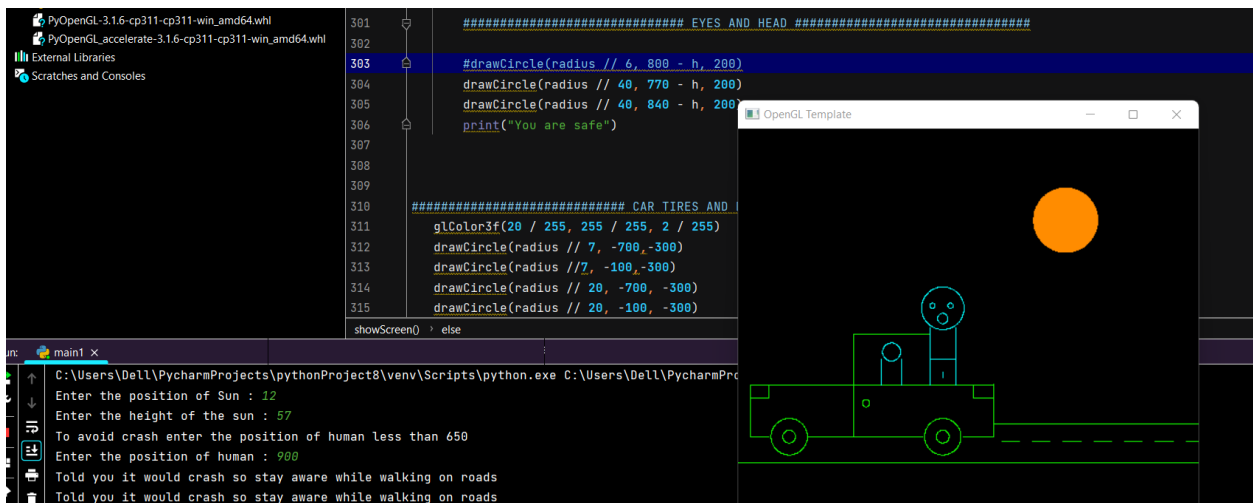 PyOpenGL-3.1.6-cp311-cp311-win_amd64.whl
PyOpenGL_accelerate-3.1.6-cp311-cp311-win_amd64.whl
External Libraries
Scratches and Consoles
301 ############################## EYES AND HEAD ################################
302
303 #drawCircle(radius // 6, 800 - h, 200)
304 drawCircle(radius // 40, 770 - h, 200)
305 drawCircle(radius // 40, 840 - h, 200)
306 print("You are safe")
307
308
309
310 ############################# CAR TIRES AND
311 glColor3f(20 / 255, 255 / 255, 2 / 255)
312 drawCircle(radius // 7, -700,-300)
313 drawCircle(radius //7, -100,-300)
314 drawCircle(radius // 20, -700, -300)
315 drawCircle(radius // 20, -100, -300)
showScreen() › else
OpenGL Template
un: main1 ×
C:\Users\Dell\PycharmProjects\pythonProject8\venv\Scripts\python.exe C:\Users\Dell\PycharmPro
Enter the position of Sun : 12
Enter the height of the sun : 57
To avoid crash enter the position of human less than 650
Enter the position of human : 900
Told you it would crash so stay aware while walking on roads
Told you it would crash so stay aware while walking on roads